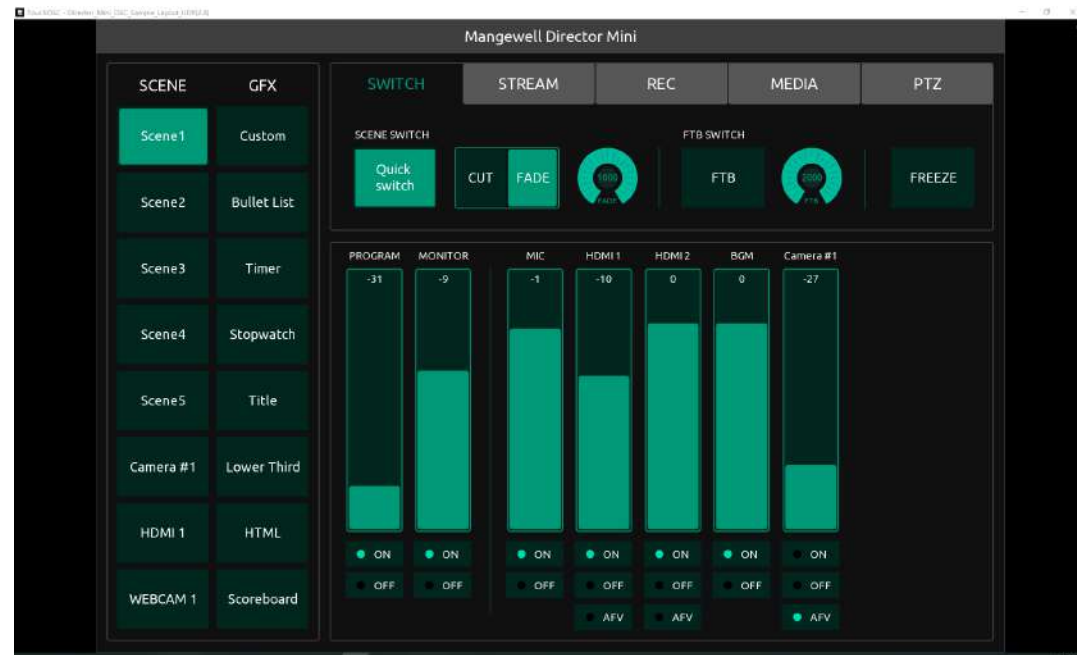 Mangewell Director Mini
SCENE GFX
Scene1 Custom
Scene2 Bullet List
Scene3 Timer
Scene4 Stopwatch
Scene5 Title
Camera #1 Lower Third
HDMI 1 HTML
WEBCAM 1 Scoreboard
SWITCH STREAM REC MEDIA PTZ
SCENE SWITCH FTB SWITCH
Quick switch CUT FADE 1000 FADE FTB 2000 FTB FREEZE
PROGRAM MONITOR MIC HDMI 1 HDMI 2 BGM Camera #1
-31 -9 -1 -10 0 0 -27
ON ON ON ON ON ON ON
OFF OFF OFF OFF OFF OFF OFF
AFV AFV AFV